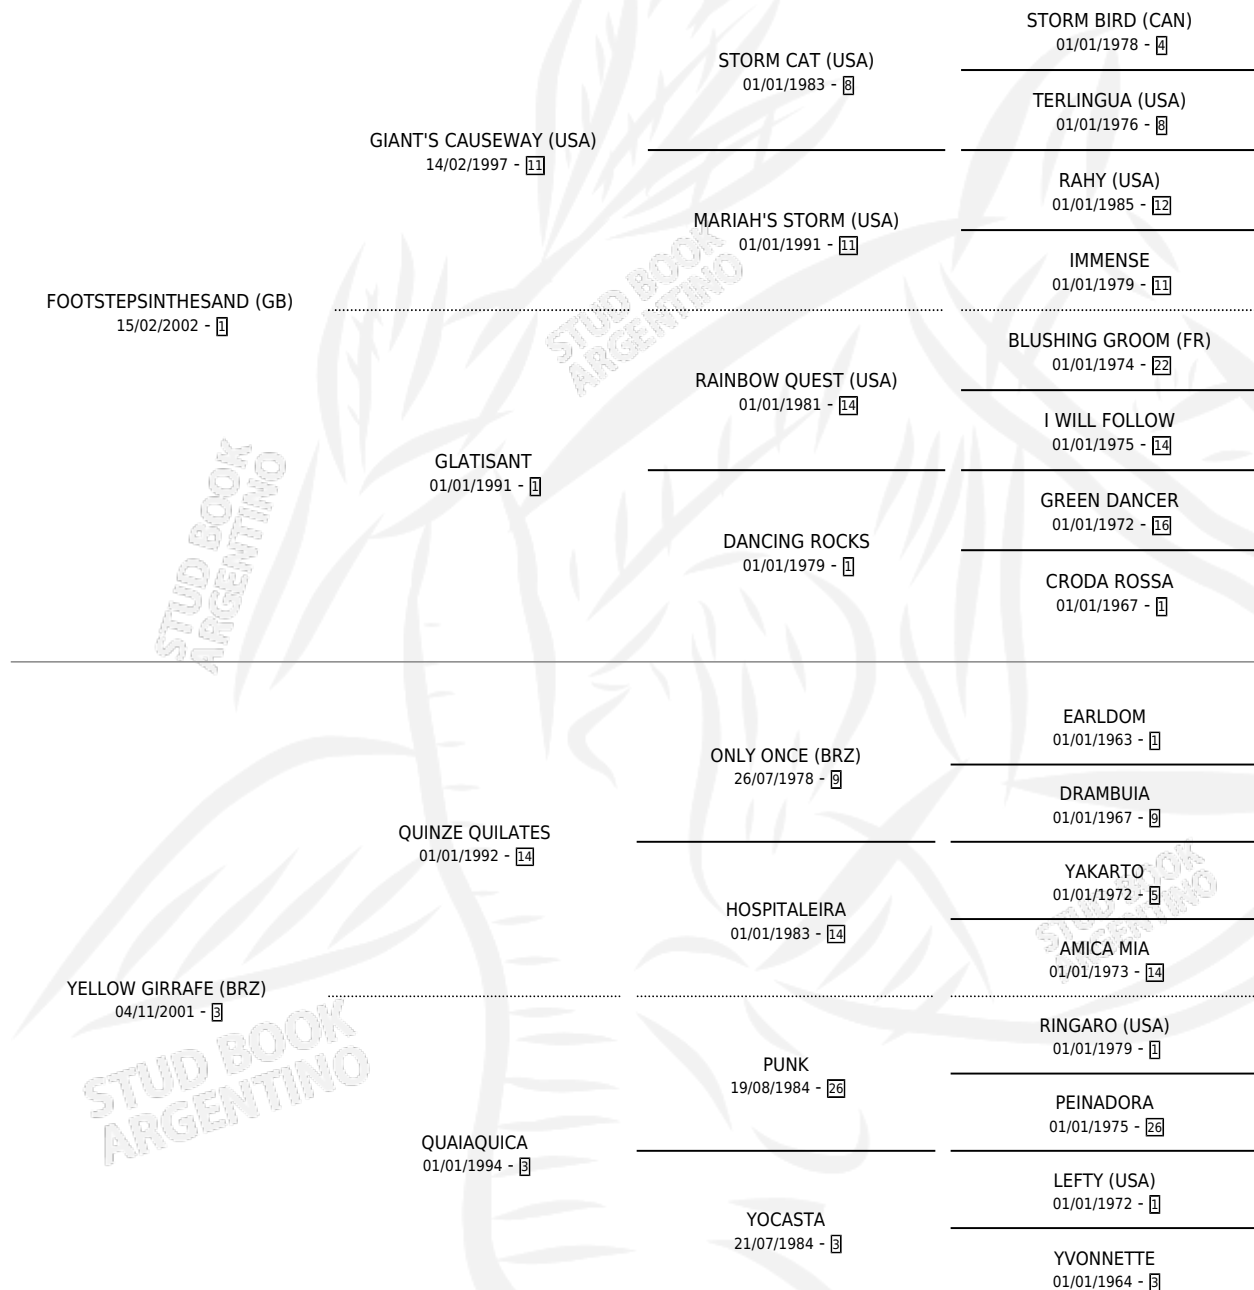 STORM BIRD (CAN)
01/01/1978 - 4
STORM CAT (USA)
01/01/1983 - 8
TERLINGUA (USA)
01/01/1976 - 8
GIANT'S CAUSEWAY (USA)
14/02/1997 - 11
RAHY (USA)
01/01/1985 - 12
MARIAH'S STORM (USA)
01/01/1991 - 11
IMMENSE
01/01/1979 - 11
FOOTSTEPSINTHESAND (GB)
15/02/2002 - 1
BLUSHING GROOM (FR)
01/01/1974 - 22
RAINBOW QUEST (USA)
01/01/1981 - 14
I WILL FOLLOW
01/01/1975 - 14
GLATISANT
01/01/1991 - 1
GREEN DANCER
01/01/1972 - 16
DANCING ROCKS
01/01/1979 - 1
CRODA ROSSA
01/01/1967 - 1
EARLDOM
01/01/1963 - 1
ONLY ONCE (BRZ)
26/07/1978 - 9
DRAMBUIA
01/01/1967 - 9
QUINZE QUILATES
01/01/1992 - 14
YAKARTO
01/01/1972 - 5
HOSPITALEIRA
01/01/1983 - 14
AMICA MIA
01/01/1973 - 14
YELLOW GIRRAFE (BRZ)
04/11/2001 - 3
RINGARO (USA)
01/01/1979 - 1
PUNK
19/08/1984 - 26
PEINADORA
01/01/1975 - 26
QUAIAQUICA
01/01/1994 - 3
LEFTY (USA)
01/01/1972 - 1
YOCASTA
21/07/1984 - 3
YVONNETTE
01/01/1964 - 3
STUD BOOK
ARGENTINO
STUD BOOK
ARGENTINO
STUD BOOK
ARGENTINO
STUD BOOK
ARGENTINO